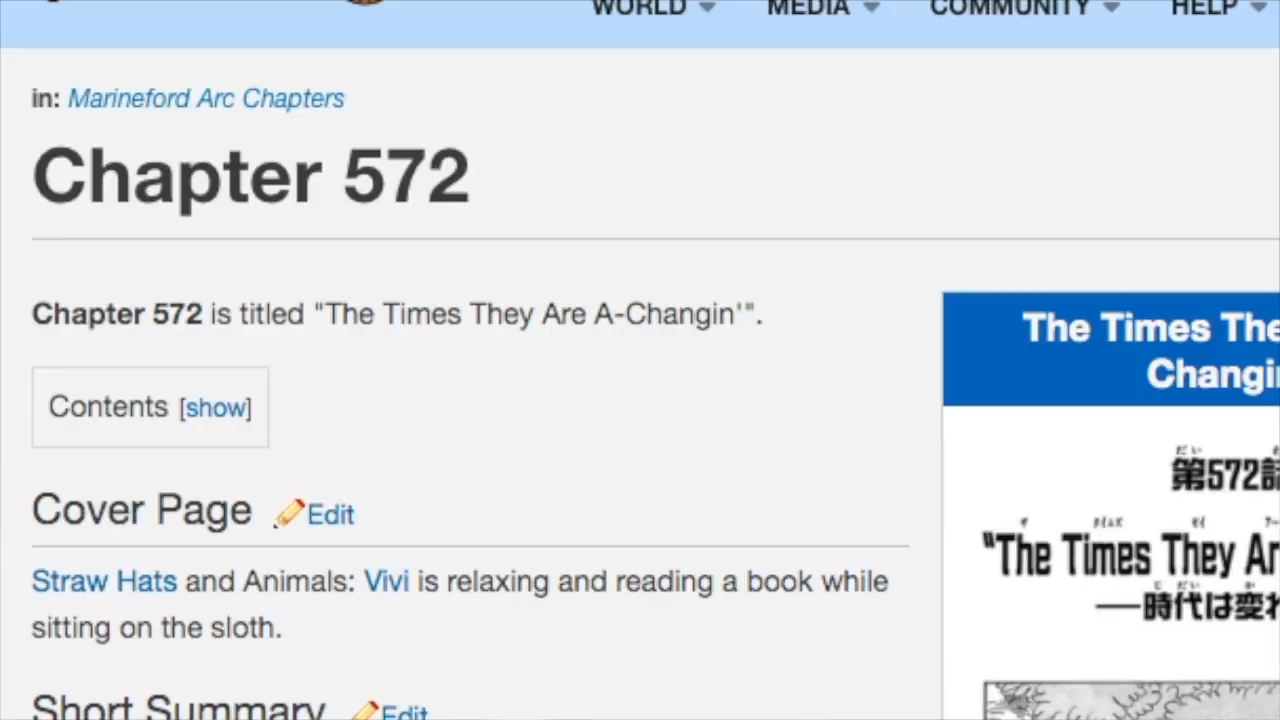 WORLD MEDIA COMMUNITY HELP
in: Marineford Arc Chapters
Chapter 572
Chapter 572 is titled "The Times They Are A-Changin'".
Contents [show]
Cover Page Edit
Straw Hats and Animals: Vivi is relaxing and reading a book while
sitting on the sloth.
Short Summary Edit
The Times The
Changi
第572話
"The Times They Ar
──時代は変わ